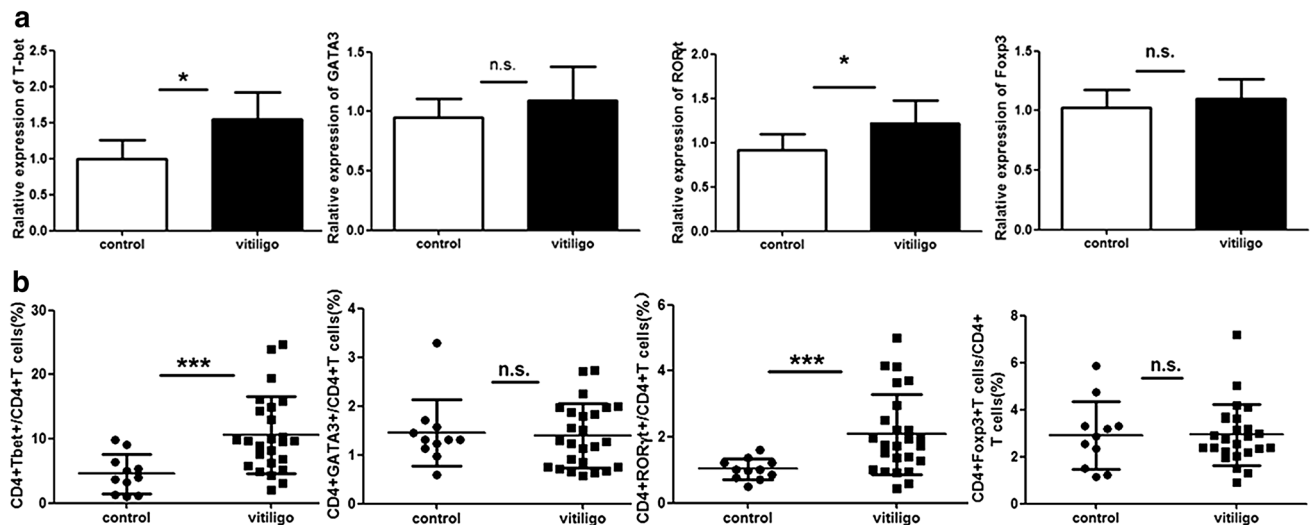 a
Ralative expression of T-bet
2.5
2.0
1.5
1.0
0.5
0.0
*
control
vitiligo
Ralative expression of GATA3
1.5
1.0
0.5
0.0
n.s.
control
vitiligo
Ralative expression of RORγt
2.0
1.5
1.0
0.5
0.0
*
control
vitiligo
Ralative expression of Foxp3
1.5
1.0
0.5
0.0
n.s.
control
vitiligo
b
CD4+Tbet+/CD4+T cells(%)
30
20
10
0
***
control
vitiligo
CD4+GATA3+/CD4+T cells(%)
4
3
2
1
0
n.s.
control
vitiligo
CD4+RORγt+/CD4+T cells(%)
6
4
2
0
***
control
vitiligo
CD4+Foxp3+T cells/CD4+
T cells(%)
8
6
4
2
0
n.s.
control
vitiligo